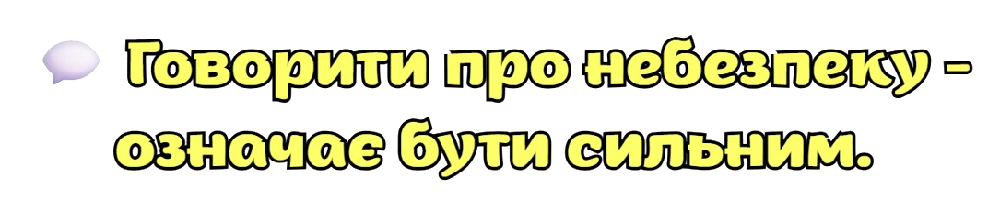 💬 Говорити про небезпеку –
означає бути сильним.